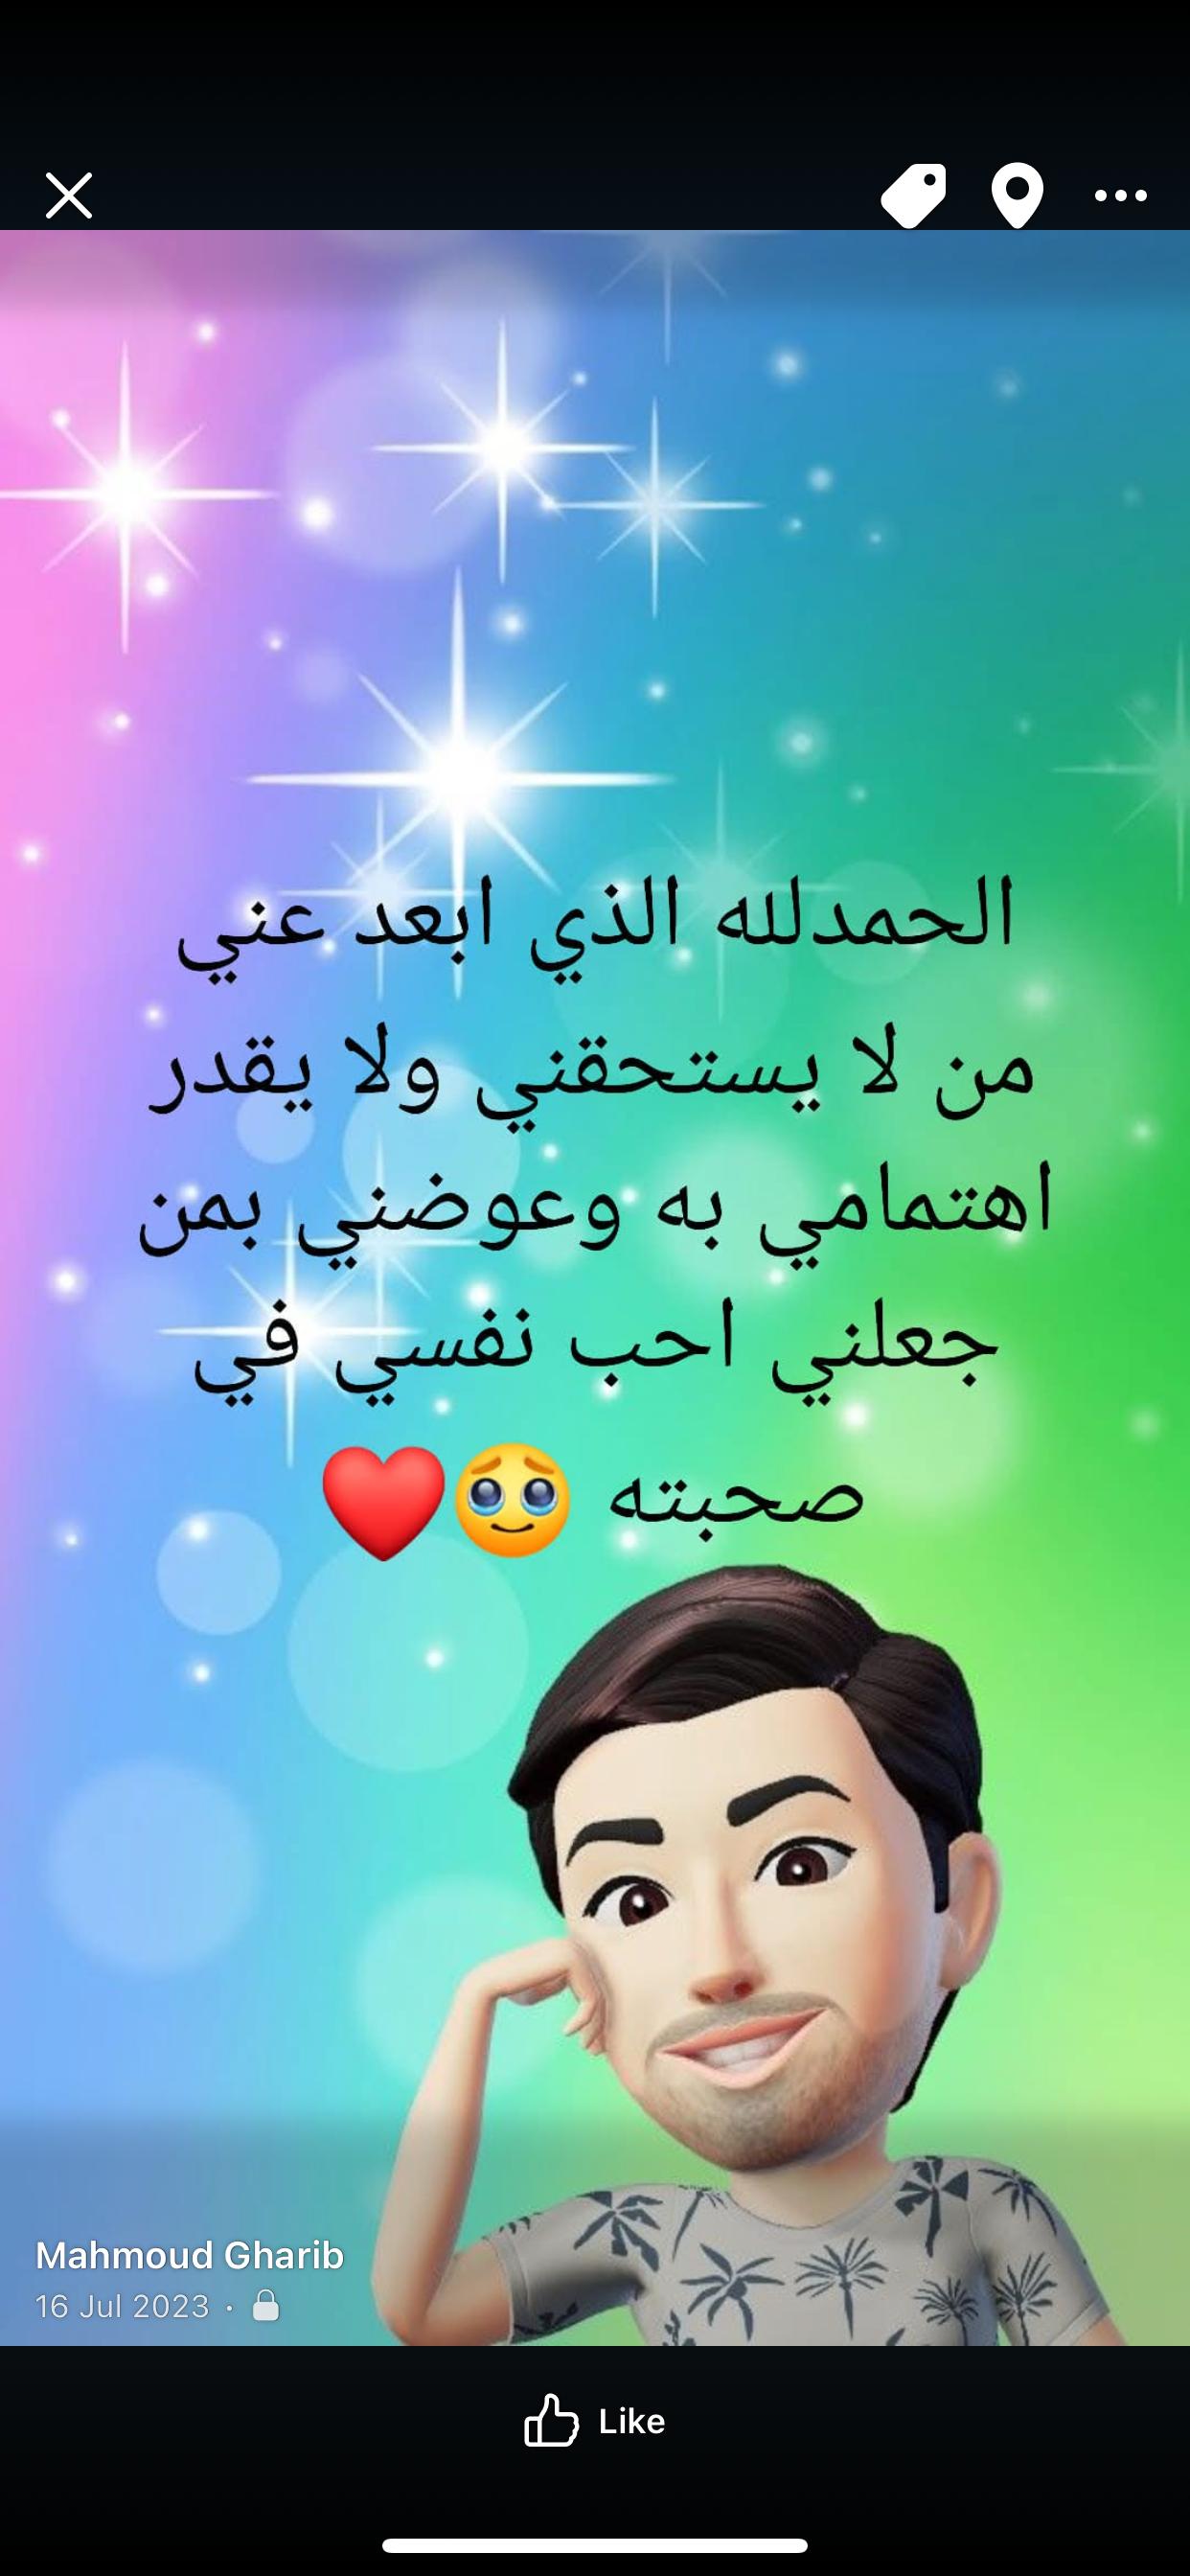 الحمدلله الذي ابعد عني
من لا يستحقني ولا يقدر
اهتمامي به وعوضني بمن
جعلني احب نفسي في
صحبته 🥹❤️
Mahmoud Gharib
16 Jul 2023 ·
Like